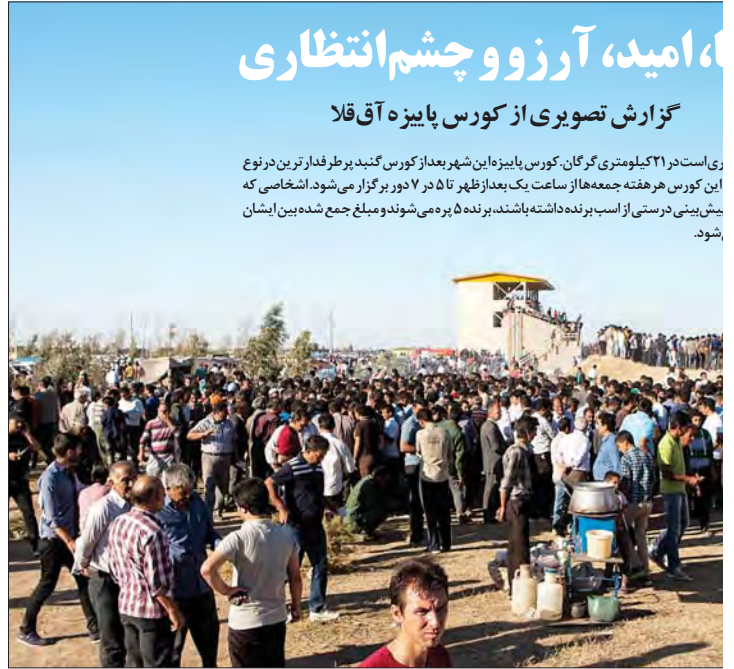 امید، آرزو و چشم‌انتظاری
گزارش تصویری از کورس پاییزه آق‌قلا
است در ۲۱ کیلومتری گرگان. کورس پاییزه این شهر بعد از کورس گنبد پرطرفدارترین در نوع
این کورس هر هفته جمعه‌ها از ساعت یک بعدازظهر تا ۵ در ۷ دور برگزار می‌شود. اشخاصی که
پیش‌بینی درستی از اسب برنده داشته باشند، برنده ۵ پره می‌شوند و مبلغ جمع شده بین ایشان